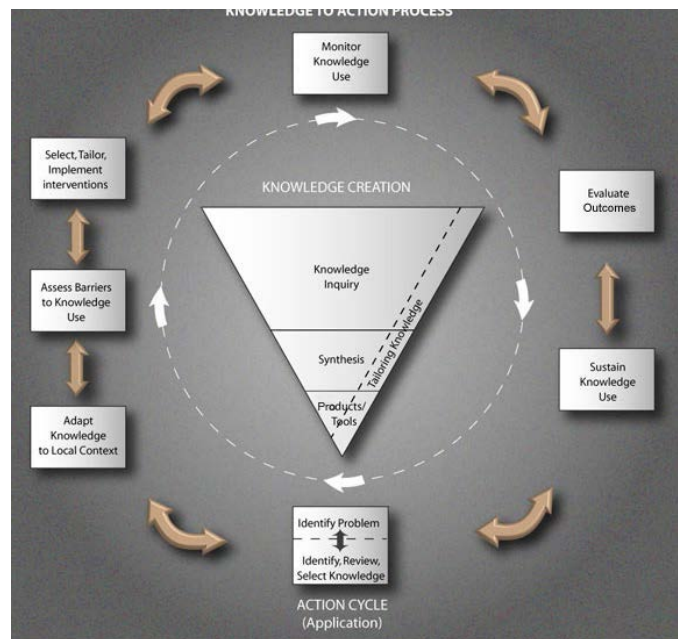 KNOWLEDGE TO ACTION PROCESS
Monitor
Knowledge
Use
Select, Tailor,
Implement
interventions
KNOWLEDGE CREATION
Evaluate
Outcomes
Knowledge
Inquiry
Assess Barriers
to Knowledge
Use
Tailoring Knowledge
Synthesis
Sustain
Knowledge
Use
Products/
Tools
Adapt
Knowledge
to Local Context
Identify Problem
Identify, Review,
Select Knowledge
ACTION CYCLE
(Application)